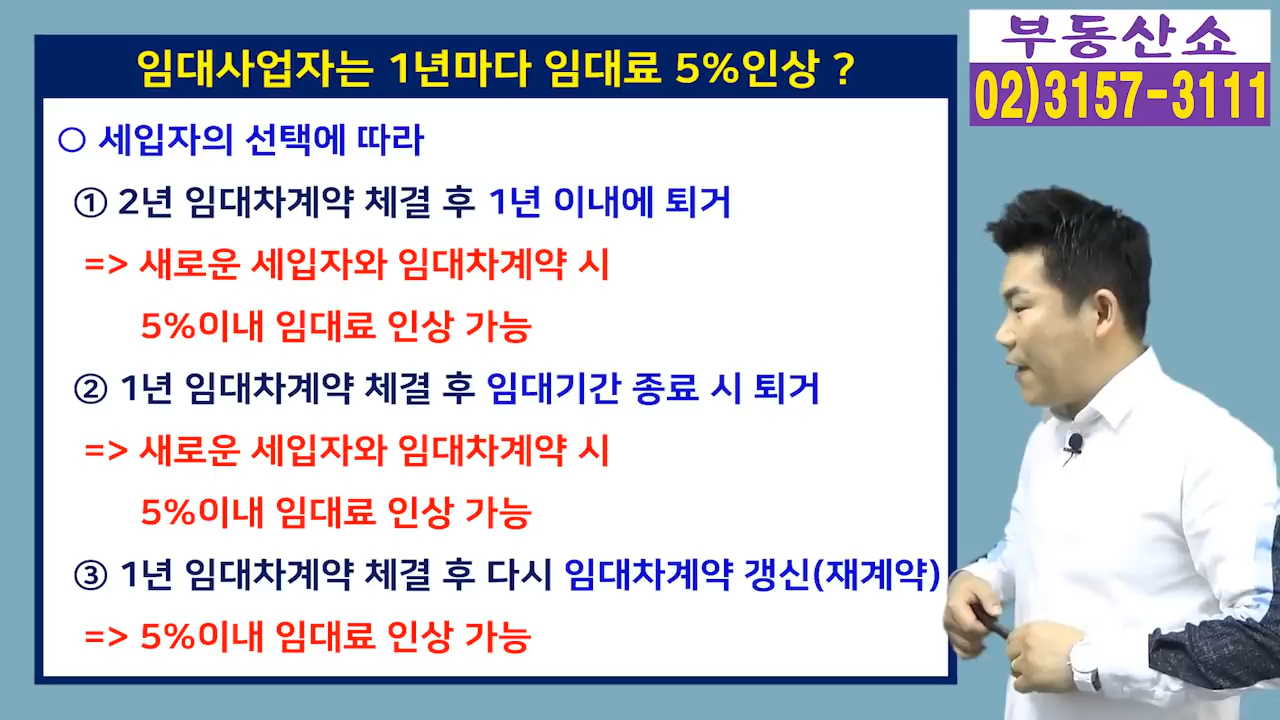 부동산쇼
02)3157-3111
임대사업자는 1년마다 임대료 5%인상 ?
○ 세입자의 선택에 따라
① 2년 임대차계약 체결 후 1년 이내에 퇴거
=> 새로운 세입자와 임대차계약 시
5%이내 임대료 인상 가능
② 1년 임대차계약 체결 후 임대기간 종료 시 퇴거
=> 새로운 세입자와 임대차계약 시
5%이내 임대료 인상 가능
③ 1년 임대차계약 체결 후 다시 임대차계약 갱신(재계약)
=> 5%이내 임대료 인상 가능